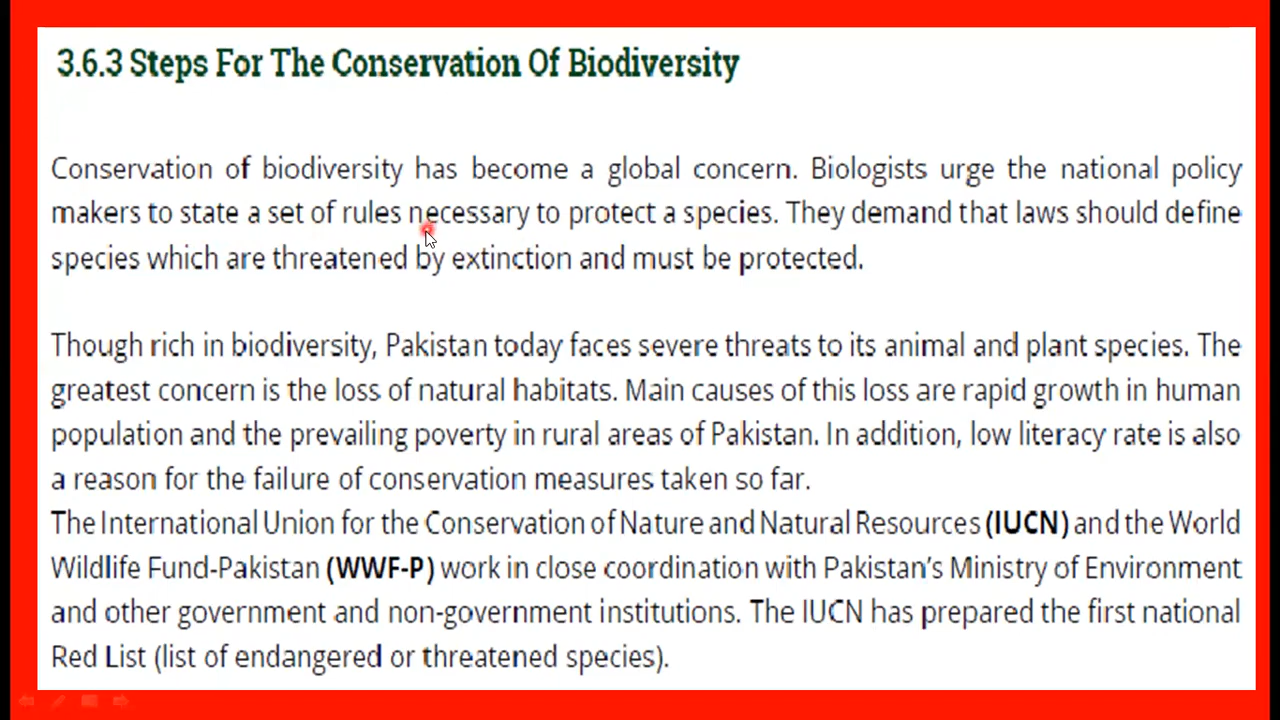 3.6.3 Steps For The Conservation Of Biodiversity
Conservation of biodiversity has become a global concern. Biologists urge the national policy
makers to state a set of rules necessary to protect a species. They demand that laws should define
species which are threatened by extinction and must be protected.
Though rich in biodiversity, Pakistan today faces severe threats to its animal and plant species. The
greatest concern is the loss of natural habitats. Main causes of this loss are rapid growth in human
population and the prevailing poverty in rural areas of Pakistan. In addition, low literacy rate is also
a reason for the failure of conservation measures taken so far.
The International Union for the Conservation of Nature and Natural Resources (IUCN) and the World
Wildlife Fund-Pakistan (WWF-P) work in close coordination with Pakistan's Ministry of Environment
and other government and non-government institutions. The IUCN has prepared the first national
Red List (list of endangered or threatened species).